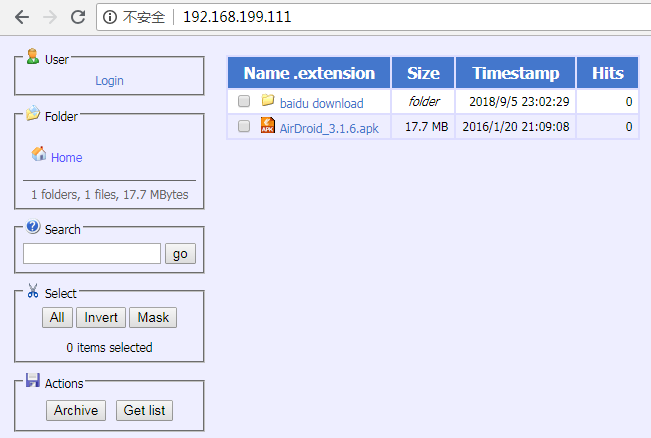 不安全 192.168.199.111
User
Login
Folder
Home
1 folders, 1 files, 17.7 MBytes
Search
go
Select
All Invert Mask
0 items selected
Actions
Archive Get list
Name .extension Size Timestamp Hits
baidu download folder 2018/9/5 23:02:29 0
APK AirDroid_3.1.6.apk 17.7 MB 2016/1/20 21:09:08 0